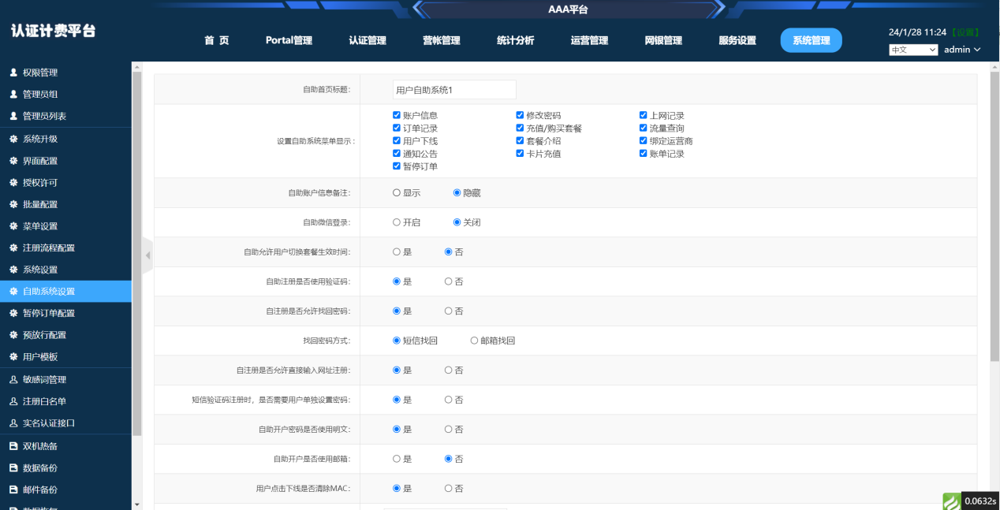 AAA平台
认证计费平台
首 页 Portal管理 认证管理 营帐管理 统计分析 运营管理 网银管理 服务设置 系统管理
24/1/28 11:24 【设置】
中文 admin
权限管理
管理员组
管理员列表
系统升级
界面配置
授权许可
批量配置
菜单设置
注册流程配置
系统设置
自助系统设置
暂停订单配置
预放行配置
用户模板
敏感词管理
注册白名单
实名认证接口
双机热备
数据备份
邮件备份
数据恢复
自助首页标题: 用户自助系统1
设置自助系统菜单显示:
账户信息 修改密码 上网记录
订单记录 充值/购买套餐 流量查询
用户下线 套餐介绍 绑定运营商
通知公告 卡片充值 账单记录
暂停订单
自助账户信息备注: 显示 隐藏
自助微信登录: 开启 关闭
自助允许用户切换套餐生效时间: 是 否
自助注册是否使用验证码: 是 否
自注册是否允许找回密码: 是 否
找回密码方式: 短信找回 邮箱找回
自注册是否允许直接输入网址注册: 是 否
短信验证码注册时，是否需要用户单独设置密码: 是 否
自助开户密码是否使用明文: 是 否
自助开户是否使用邮箱: 是 否
用户点击下线是否清除MAC: 是 否
0.0632s